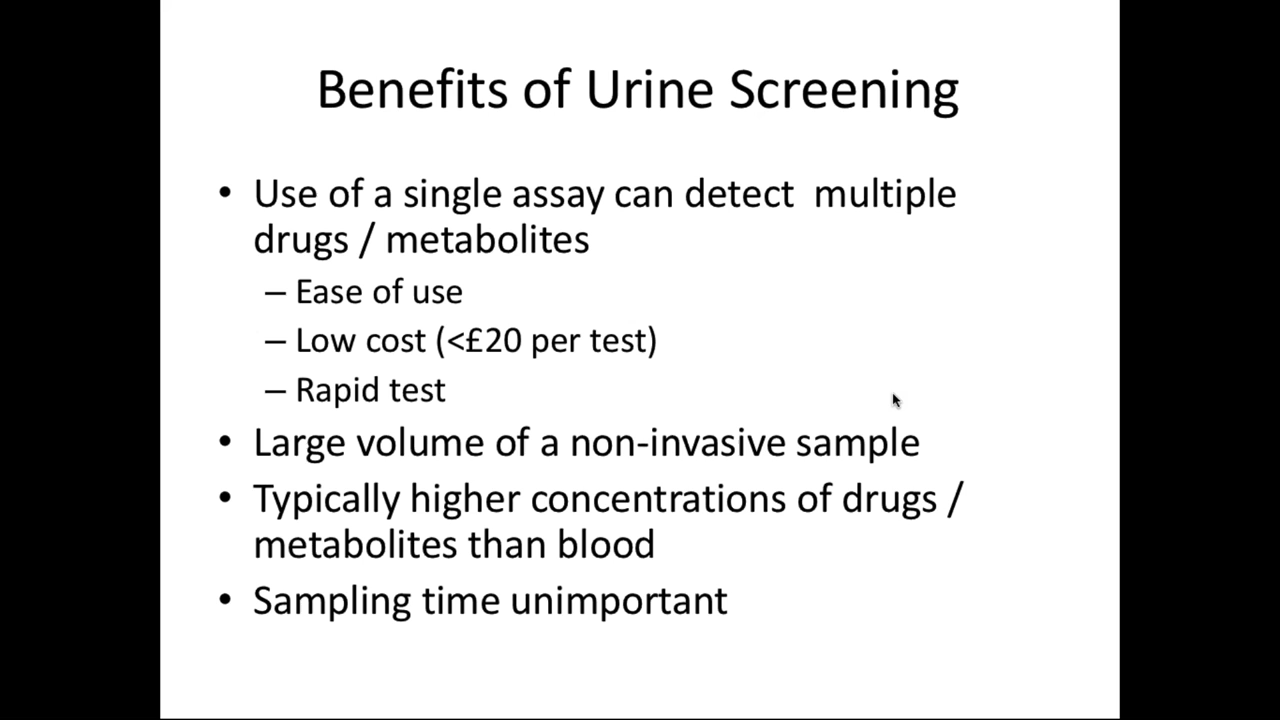 Benefits of Urine Screening
• Use of a single assay can detect  multiple
drugs / metabolites
– Ease of use
– Low cost (<£20 per test)
– Rapid test
• Large volume of a non-invasive sample
• Typically higher concentrations of drugs /
metabolites than blood
• Sampling time unimportant